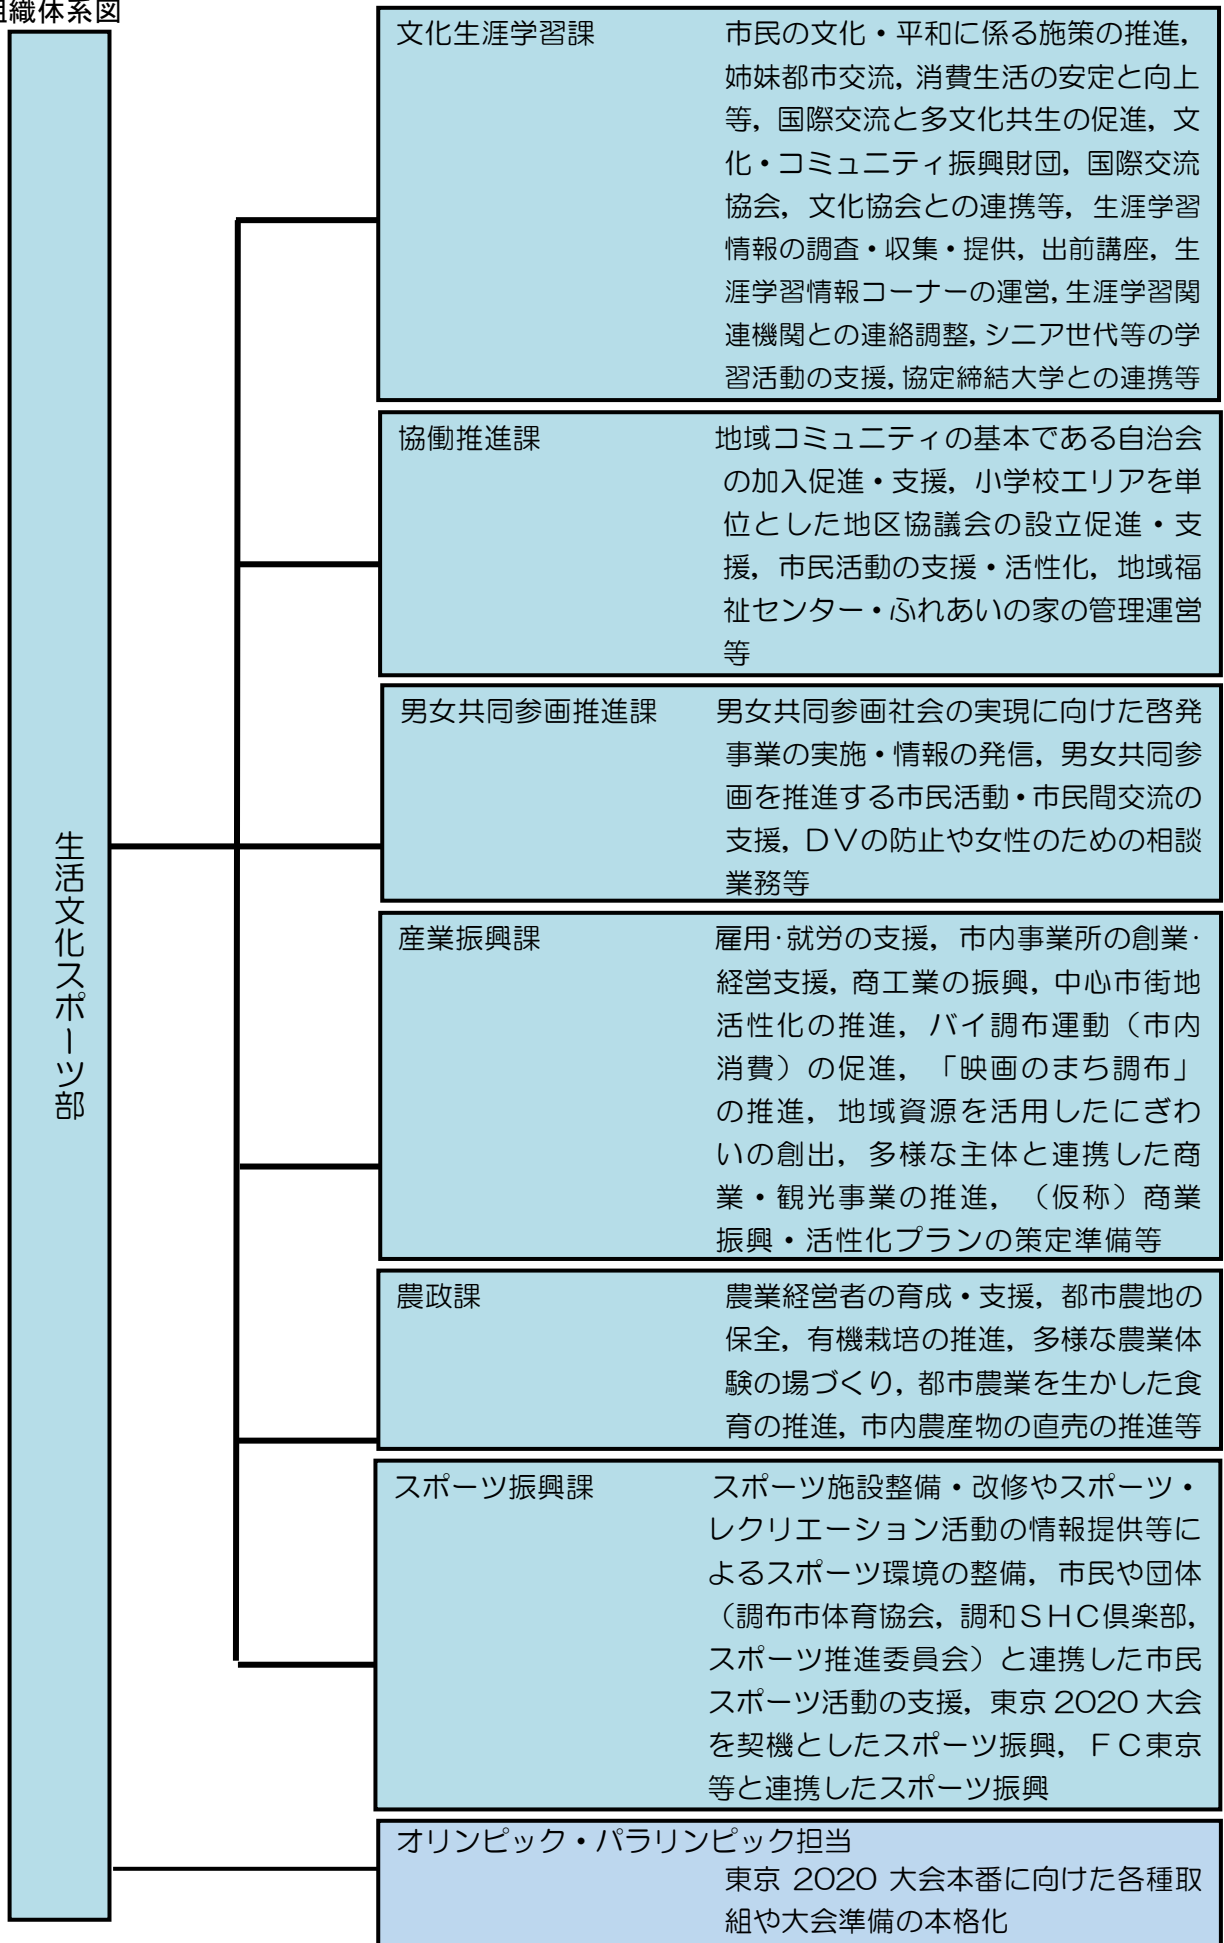 組織体系図
生活文化スポーツ部
文化生涯学習課 市民の文化・平和に係る施策の推進，
姉妹都市交流，消費生活の安定と向上
等，国際交流と多文化共生の促進，文
化・コミュニティ振興財団，国際交流
協会，文化協会との連携等，生涯学習
情報の調査・収集・提供，出前講座，生
涯学習情報コーナーの運営，生涯学習関
連機関との連絡調整，シニア世代等の学
習活動の支援，協定締結大学との連携等
協働推進課 地域コミュニティの基本である自治会
の加入促進・支援，小学校エリアを単
位とした地区協議会の設立促進・支
援，市民活動の支援・活性化，地域福
祉センター・ふれあいの家の管理運営
等
男女共同参画推進課 男女共同参画社会の実現に向けた啓発
事業の実施・情報の発信，男女共同参
画を推進する市民活動・市民間交流の
支援，ＤＶの防止や女性のための相談
業務等
産業振興課 雇用・就労の支援，市内事業所の創業・
経営支援，商工業の振興，中心市街地
活性化の推進，バイ調布運動（市内
消費）の促進，「映画のまち調布」
の推進，地域資源を活用したにぎわ
いの創出，多様な主体と連携した商
業・観光事業の推進，（仮称）商業
振興・活性化プランの策定準備等
農政課 農業経営者の育成・支援，都市農地の
保全，有機栽培の推進，多様な農業体
験の場づくり，都市農業を生かした食
育の推進，市内農産物の直売の推進等
スポーツ振興課 スポーツ施設整備・改修やスポーツ・
レクリエーション活動の情報提供等に
よるスポーツ環境の整備，市民や団体
（調布市体育協会，調和ＳＨＣ倶楽部，
スポーツ推進委員会）と連携した市民
スポーツ活動の支援，東京 2020 大会
を契機としたスポーツ振興，ＦＣ東京
等と連携したスポーツ振興
オリンピック・パラリンピック担当
東京 2020 大会本番に向けた各種取
組や大会準備の本格化